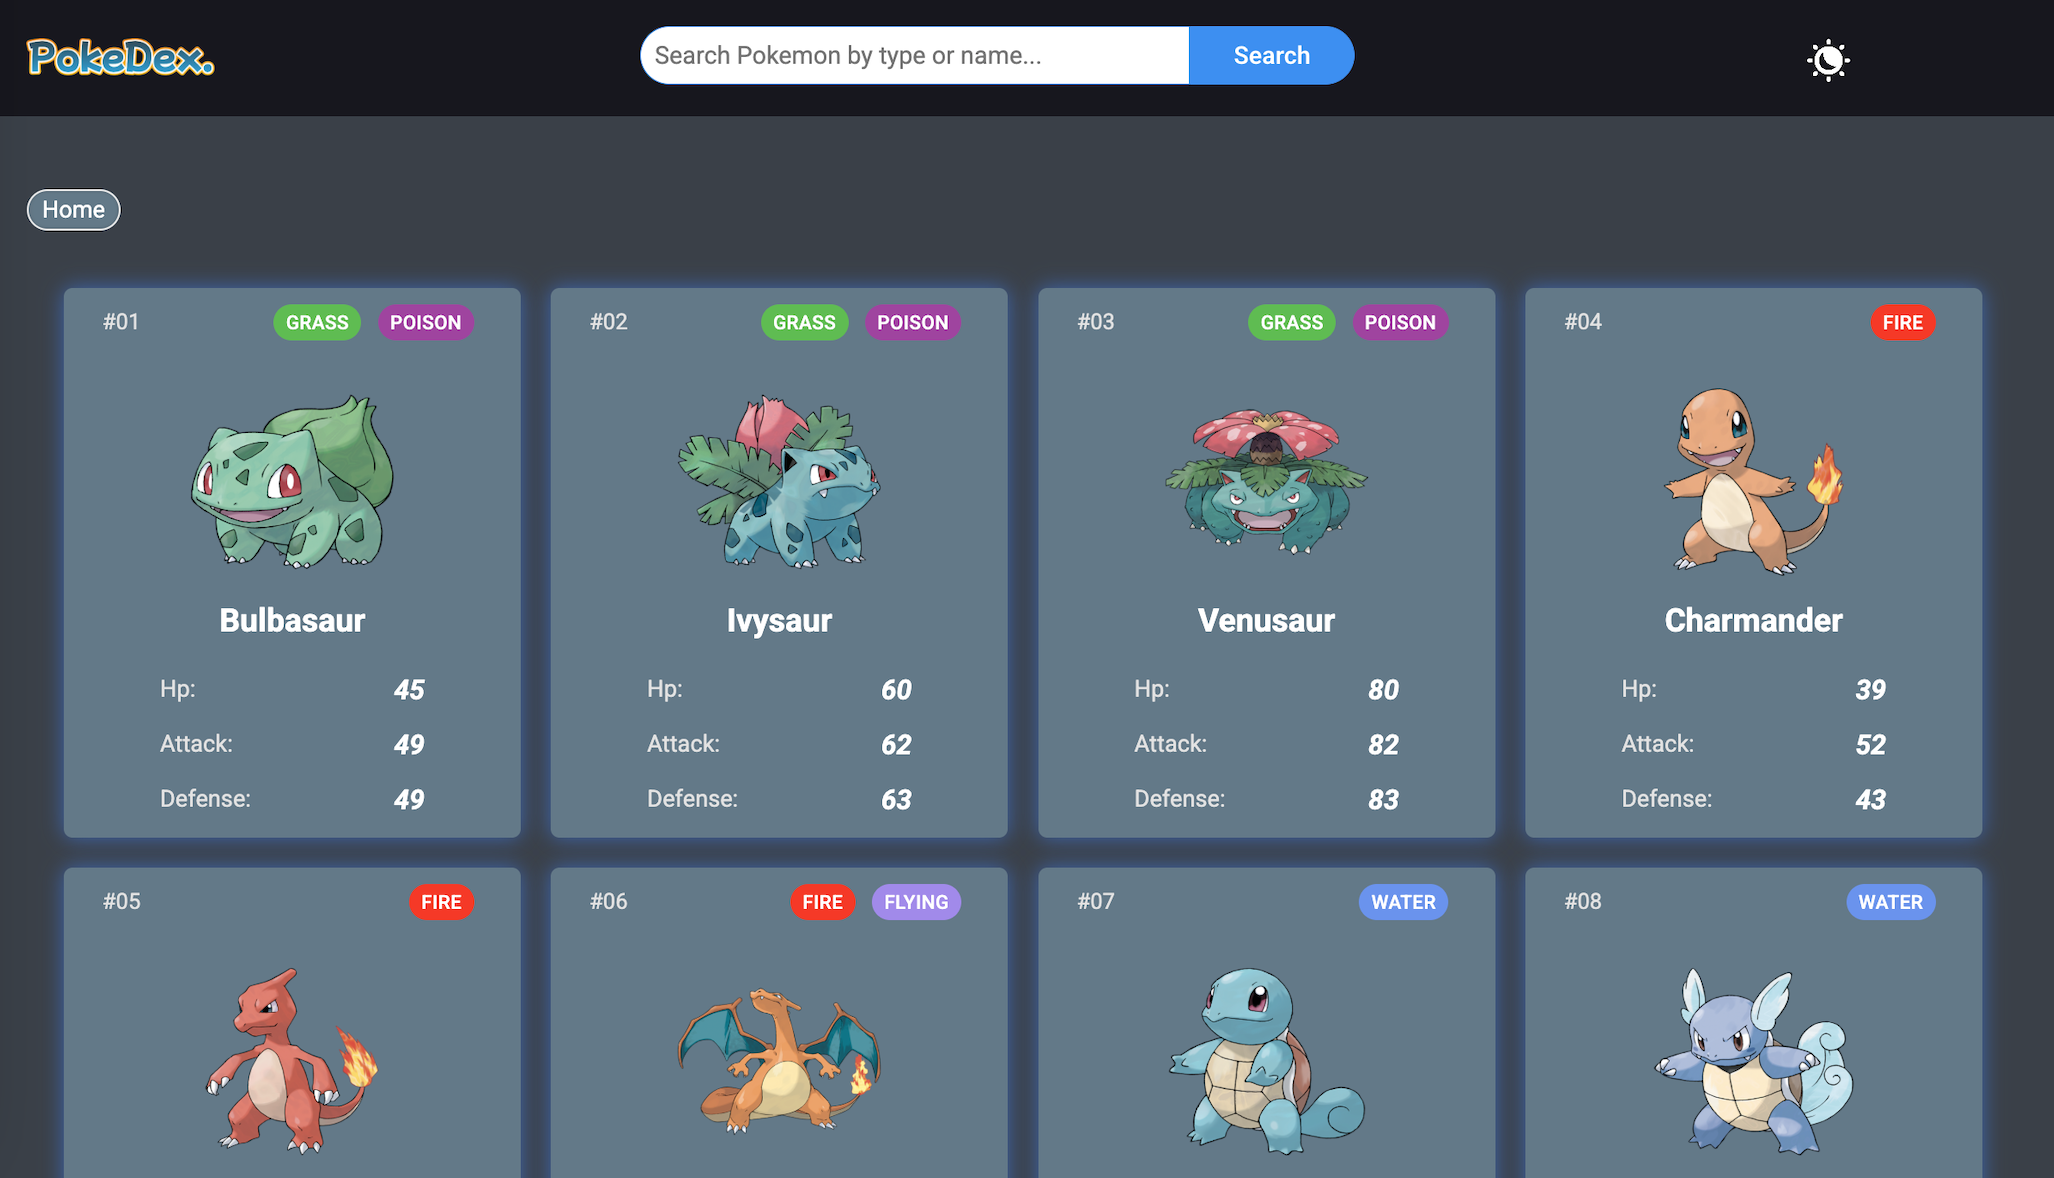 PokeDex.
Search Pokemon by type or name...
Search
Home
#01 GRASS POISON
Bulbasaur
Hp: 45
Attack: 49
Defense: 49
#02 GRASS POISON
Ivysaur
Hp: 60
Attack: 62
Defense: 63
#03 GRASS POISON
Venusaur
Hp: 80
Attack: 82
Defense: 83
#04 FIRE
Charmander
Hp: 39
Attack: 52
Defense: 43
#05 FIRE
#06 FIRE FLYING
#07 WATER
#08 WATER